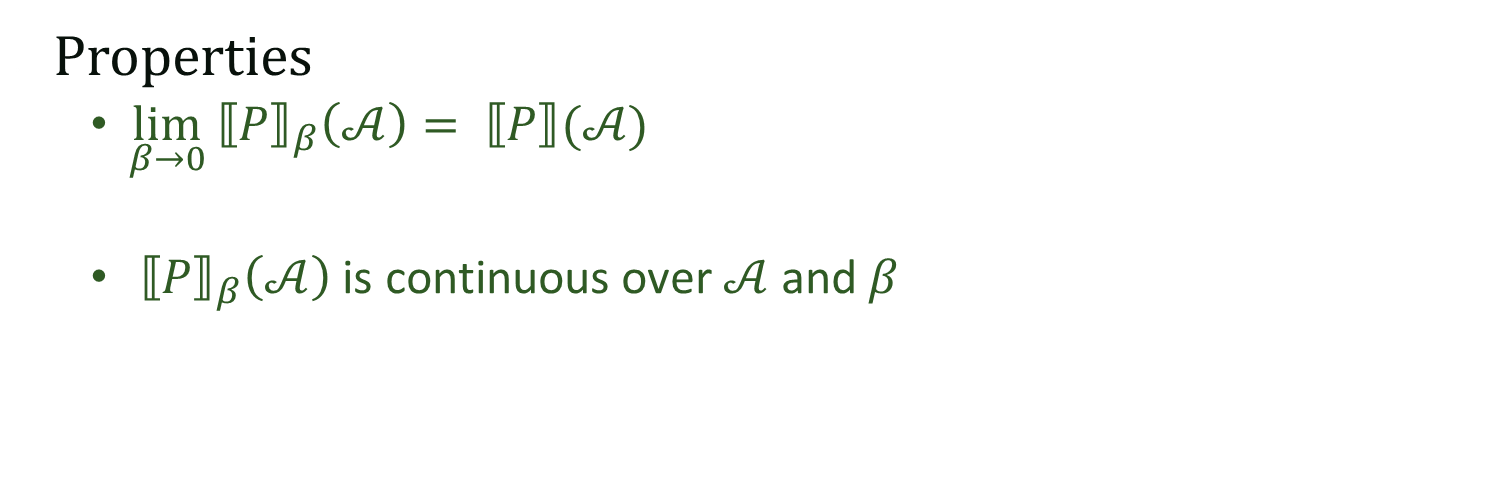 Properties
• lim_{β→0} ⟦P⟧_β(𝒜) = ⟦P⟧(𝒜)
• ⟦P⟧_β(𝒜) is continuous over 𝒜 and β